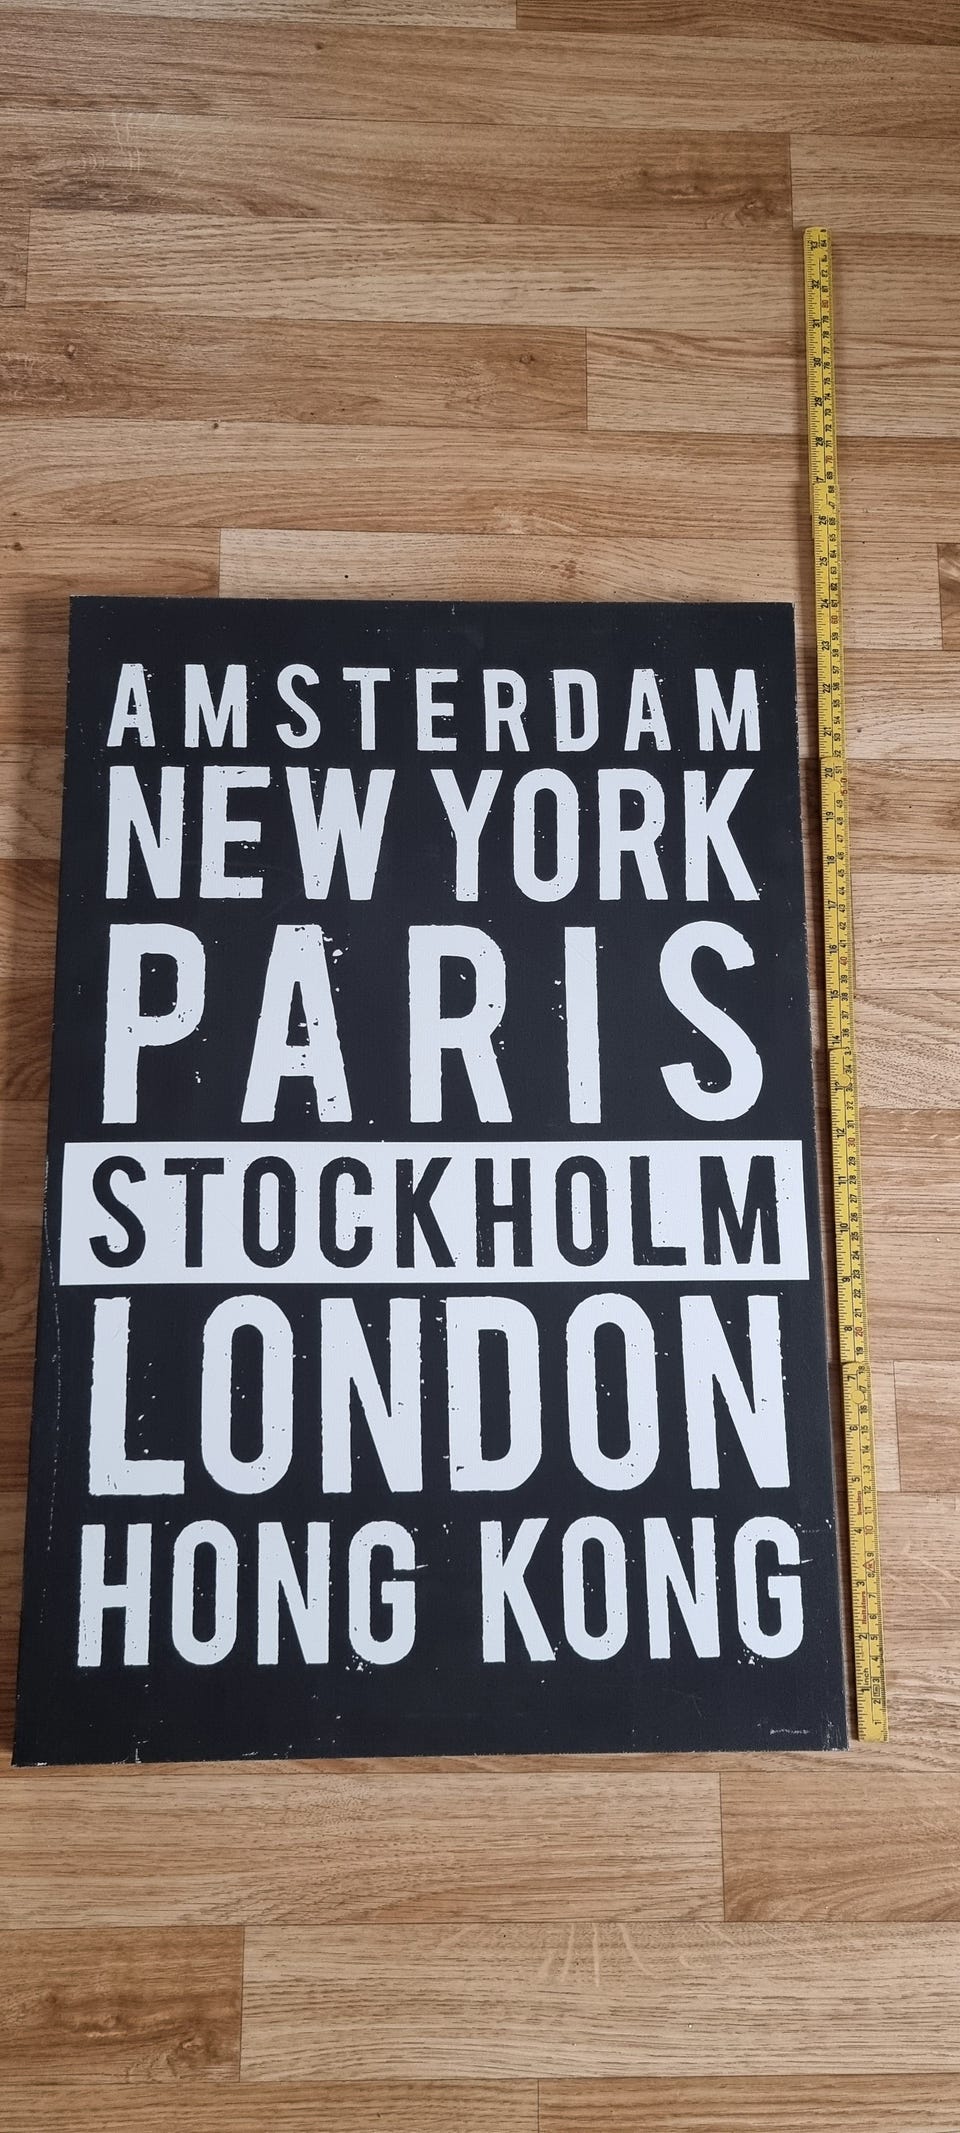 AMSTERDAM
NEW YORK
PARIS
STOCKHOLM
LONDON
HONG KONG